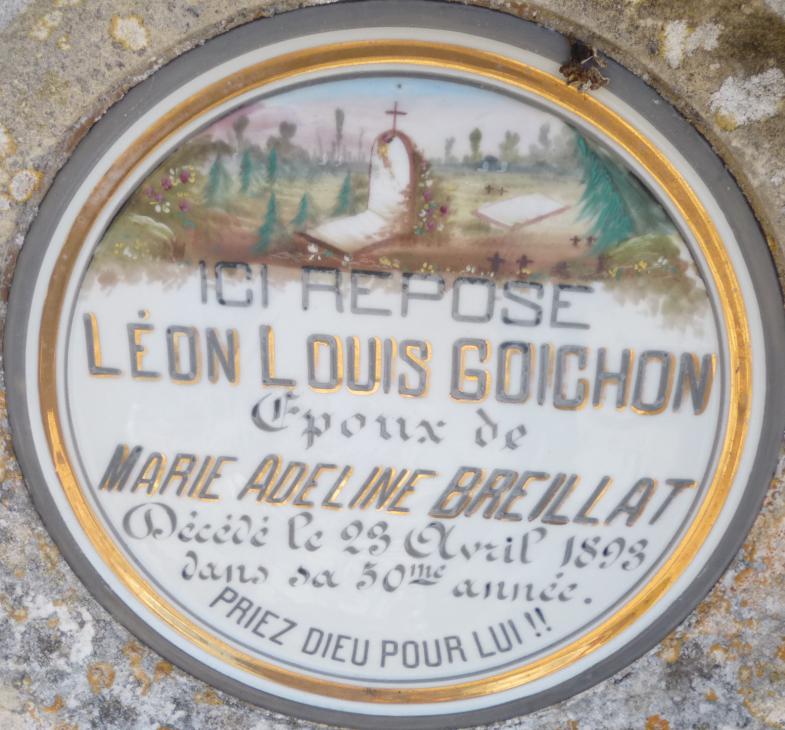 ICI REPOSE
LÉON LOUIS GOICHON
Epoux de
MARIE ADELINE BREILLAT
Décédé le 23 Avril 1893
dans sa 50me année.
PRIEZ DIEU POUR LUI !!